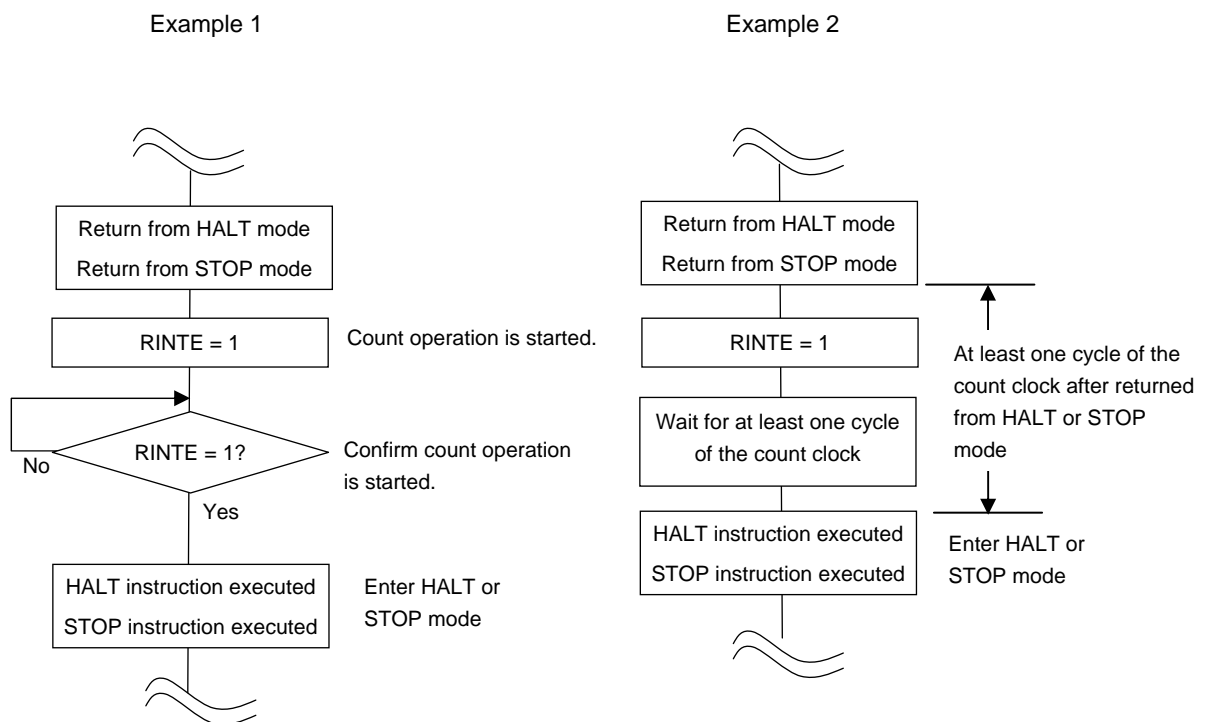 Example 1
Return from HALT mode
Return from STOP mode
RINTE = 1
Count operation is started.
RINTE = 1?
No
Confirm count operation
is started.
Yes
HALT instruction executed
STOP instruction executed
Enter HALT or
STOP mode
Example 2
Return from HALT mode
Return from STOP mode
RINTE = 1
At least one cycle of the
count clock after returned
from HALT or STOP
mode
Wait for at least one cycle
of the count clock
HALT instruction executed
STOP instruction executed
Enter HALT or
STOP mode